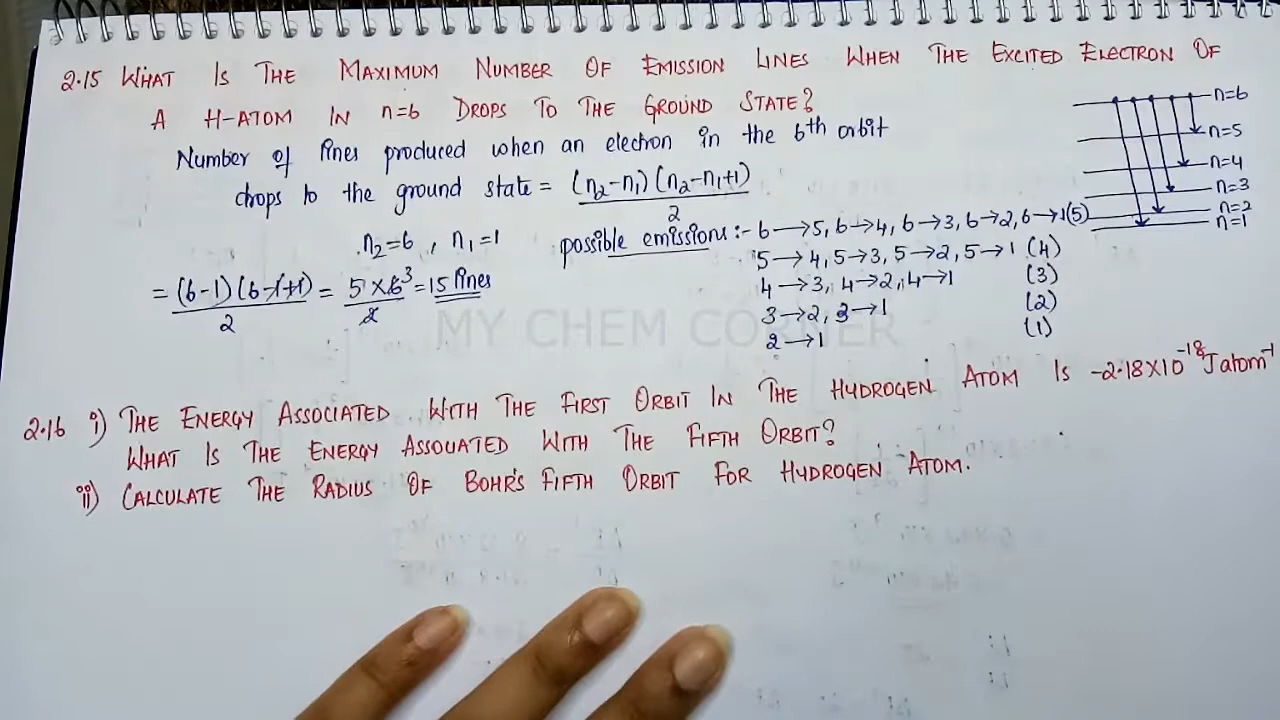 2.15 WHAT IS THE MAXIMUM NUMBER OF EMISSION LINES WHEN THE EXCITED ELECTRON OF
A H-ATOM IN n=6 DROPS TO THE GROUND STATE?
Number of lines produced when an electron in the 6th orbit
drops to the ground state = (n₂-n₁)(n₂-n₁+1)
2
n₂=6, n₁=1
= (6-1)(6-1+1) = 5×6³ = 15 lines
2 2
possible emissions:- 6→5, 6→4, 6→3, 6→2, 6→1(5)
5→4, 5→3, 5→2, 5→1 (4)
4→3, 4→2, 4→1 (3)
3→2, 3→1 (2)
2→1 (1)
n=6
n=5
n=4
n=3
n=2
n=1
MY CHEM CORNER
2.16 i) THE ENERGY ASSOCIATED WITH THE FIRST ORBIT IN THE HYDROGEN ATOM IS -2.18×10⁻¹⁸J atom⁻¹
WHAT IS THE ENERGY ASSOUATED WITH THE FIFTH ORBIT?
ii) CALCULATE THE RADIUS OF BOHR'S FIFTH ORBIT FOR HYDROGEN ATOM.